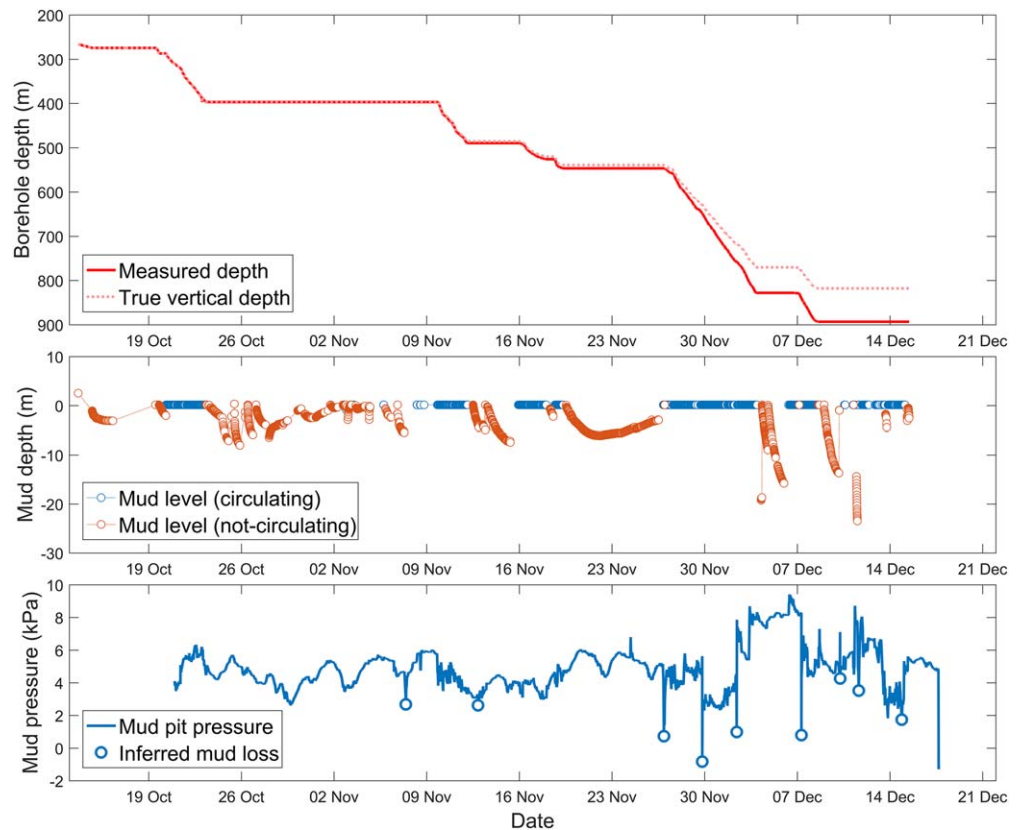 200
300
400
500
600
700
800
900
Borehole depth (m)
Measured depth
True vertical depth
19 Oct 26 Oct 02 Nov 09 Nov 16 Nov 23 Nov 30 Nov 07 Dec 14 Dec 21 Dec
10
0
-10
-20
-30
Mud depth (m)
Mud level (circulating)
Mud level (not-circulating)
19 Oct 26 Oct 02 Nov 09 Nov 16 Nov 23 Nov 30 Nov 07 Dec 14 Dec 21 Dec
10
8
6
4
2
0
-2
Mud pressure (kPa)
Mud pit pressure
Inferred mud loss
19 Oct 26 Oct 02 Nov 09 Nov 16 Nov 23 Nov 30 Nov 07 Dec 14 Dec 21 Dec
Date